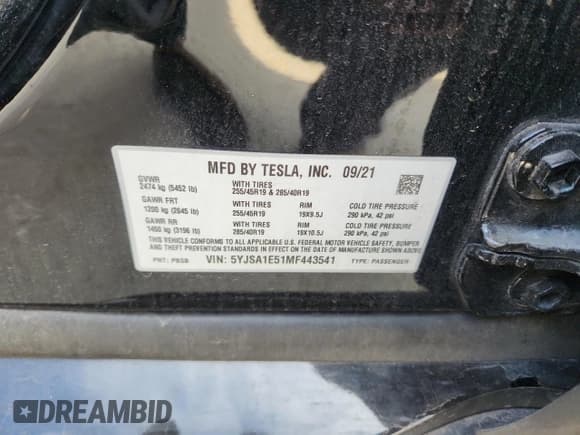 MFD BY TESLA, INC. 09/21
GVWR
2474 kg (5452 lb)
WITH TIRES
255/45R19 & 285/40R19
GAWR FRT
1200 kg (2645 lb)
WITH TIRES
255/45R19
RIM
19X9.5J
COLD TIRE PRESSURE
290 kPa, 42 psi
GAWR RR
1450 kg (3196 lb)
WITH TIRES
285/40R19
RIM
19X10.5J
COLD TIRE PRESSURE
290 kPa, 42 psi
THIS VEHICLE CONFORMS TO ALL APPLICABLE U.S. FEDERAL MOTOR VEHICLE SAFETY, BUMPER
AND THEFT PREVENTION STANDARDS IN EFFECT ON THE DATE OF MANUFACTURE SHOWN ABOVE
PNT: PBSB
VIN: 5YJSA1E51MF443541
TYPE: PASSENGER
DREAMBID